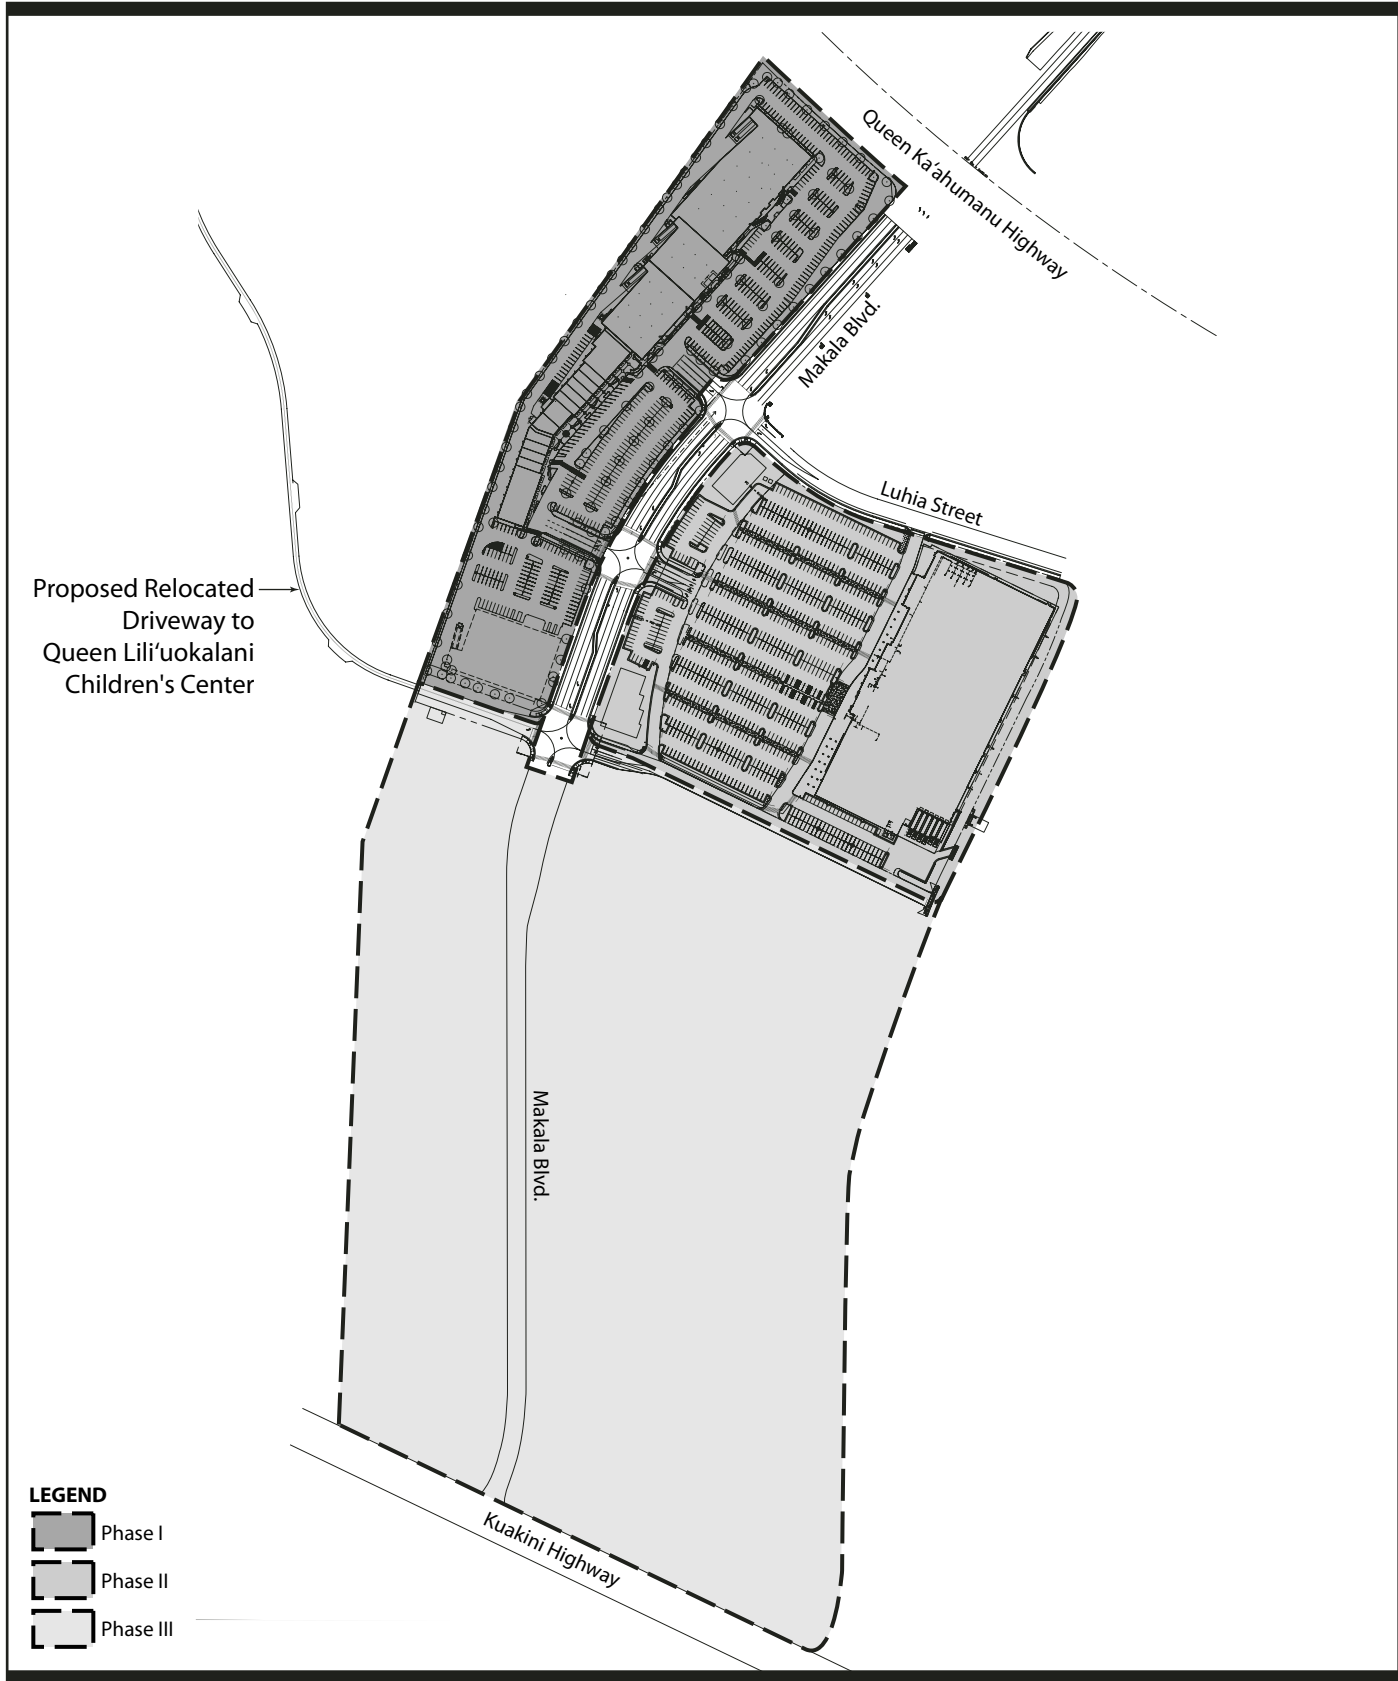 Queen Ka‘ahumanu Highway
Makala Blvd.
Luhia Street
Proposed Relocated
Driveway to
Queen Lili‘uokalani
Children's Center
Makala Blvd.
Kuakini Highway
LEGEND
Phase I
Phase II
Phase III